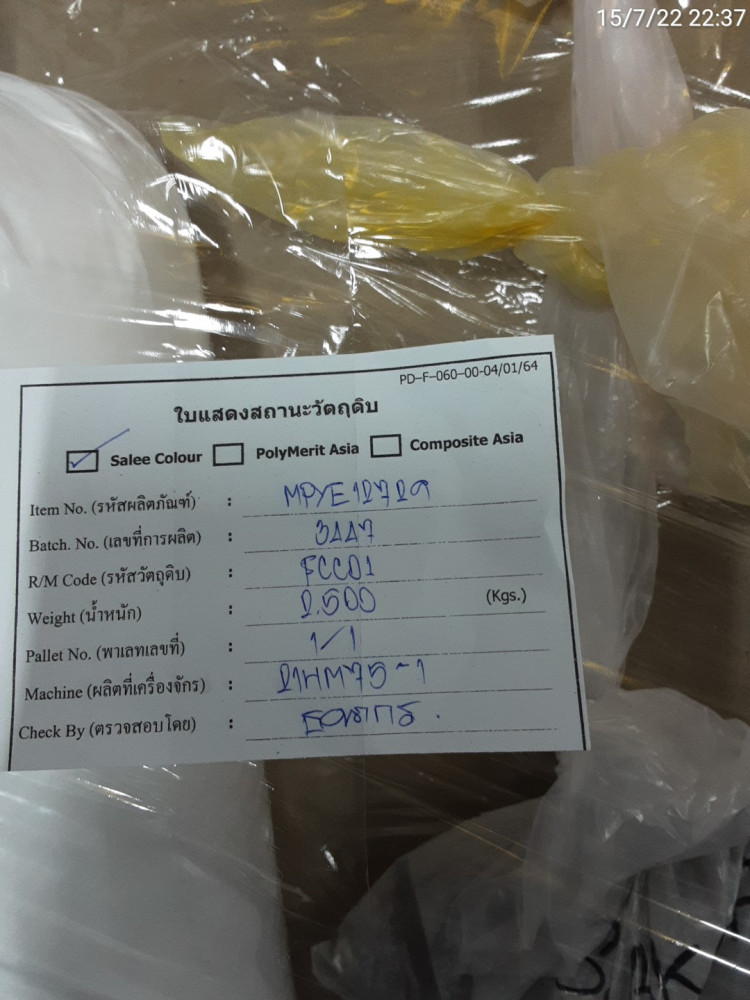 15/7/22 22:37
PD-F-060-00-04/01/64
ใบแสดงสถานะวัตถุดิบ
Salee Colour PolyMerit Asia Composite Asia
Item No. (รหัสผลิตภัณฑ์) : MPYE12729
Batch. No. (เลขที่การผลิต) : 3447
R/M Code (รหัสวัตถุดิบ) : FCC01
Weight (น้ำหนัก) : 2.500 (Kgs.)
Pallet No. (พาเลทเลขที่) : 1/1
Machine (ผลิตที่เครื่องจักร) : 21HM75-1
Check By (ตรวจสอบโดย) :